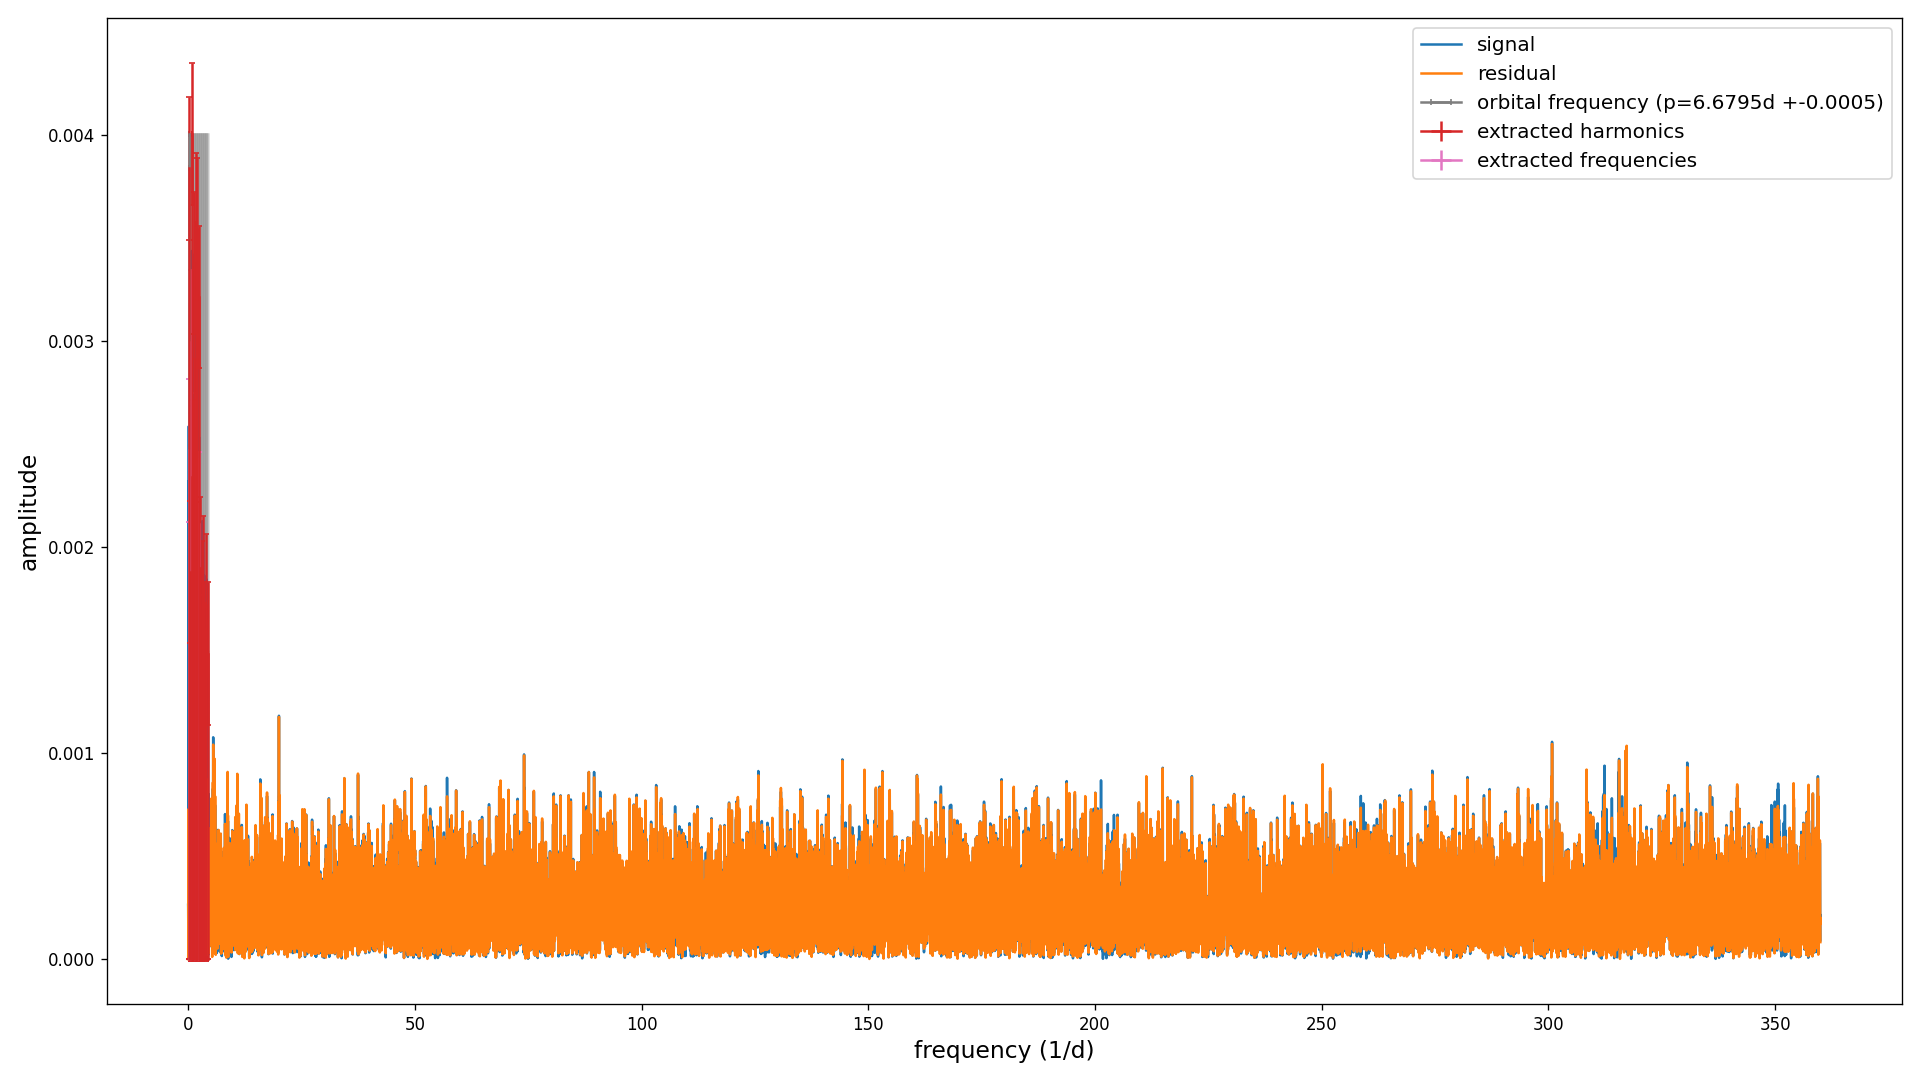 signal
residual
orbital frequency (p=6.6795d +-0.0005)
extracted harmonics
extracted frequencies
0.004
0.003
0.002
0.001
0.000
amplitude
0 50 100 150 200 250 300 350
frequency (1/d)